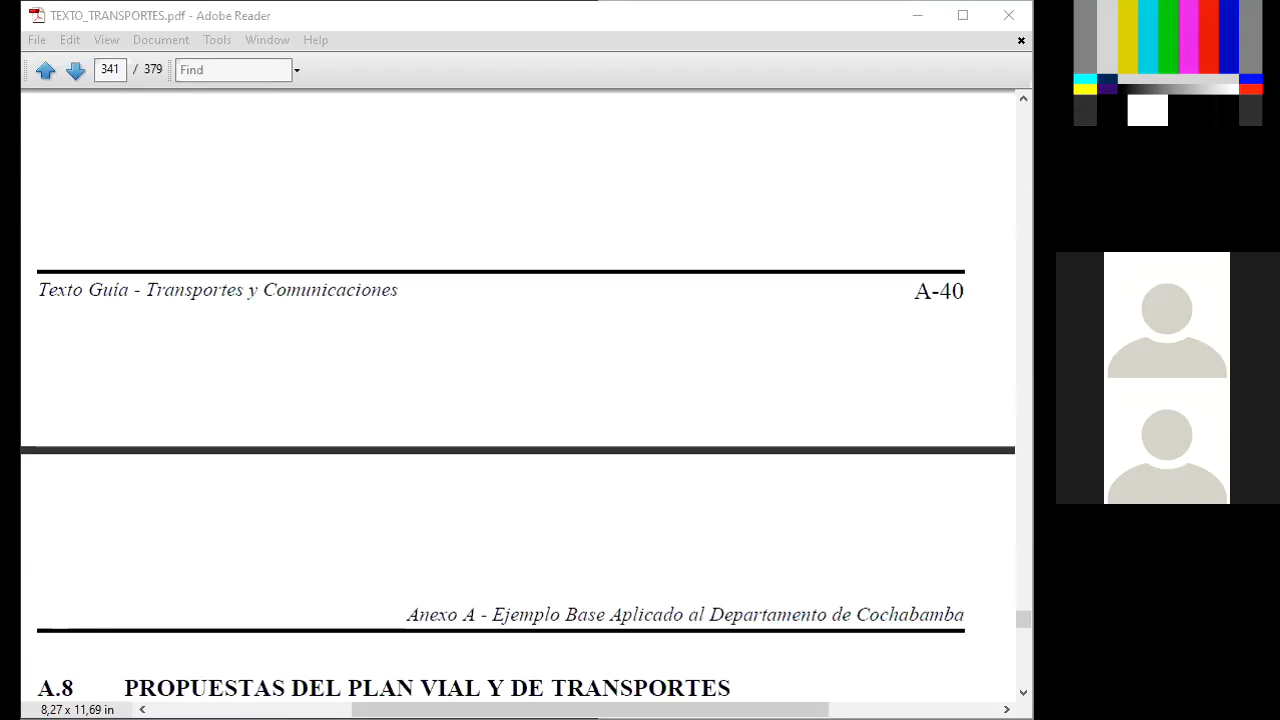 TEXTO_TRANSPORTES.pdf - Adobe Reader
File Edit View Document Tools Window Help
341 / 379 Find
Texto Guía - Transportes y Comunicaciones A-40
Anexo A - Ejemplo Base Aplicado al Departamento de Cochabamba
A.8 PROPUESTAS DEL PLAN VIAL Y DE TRANSPORTES
8,27 x 11,69 in